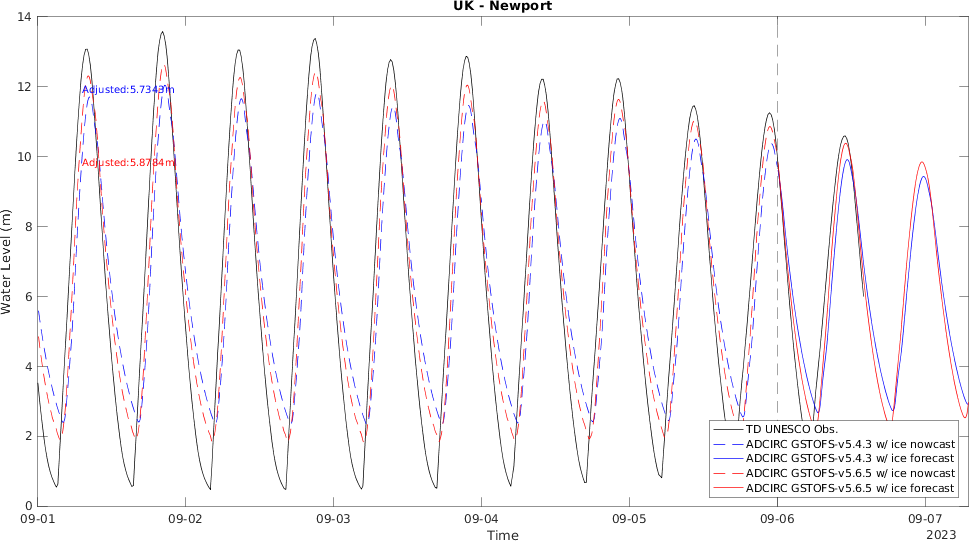 UK - Newport
14
12
10
8
6
4
2
0
Water Level (m)
Adjusted:5.7343m
Adjusted:5.8784m
TD UNESCO Obs.
ADCIRC GSTOFS-v5.4.3 w/ ice nowcast
ADCIRC GSTOFS-v5.4.3 w/ ice forecast
ADCIRC GSTOFS-v5.6.5 w/ ice nowcast
ADCIRC GSTOFS-v5.6.5 w/ ice forecast
09-01 09-02 09-03 09-04 09-05 09-06 09-07
Time
2023